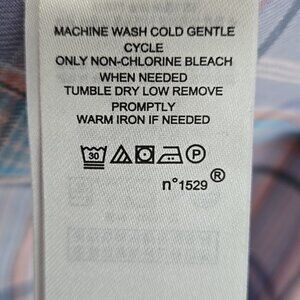 MACHINE WASH COLD GENTLE
CYCLE
ONLY NON-CHLORINE BLEACH
WHEN NEEDED
TUMBLE DRY LOW REMOVE
PROMPTLY
WARM IRON IF NEEDED
30 P
n°1529®